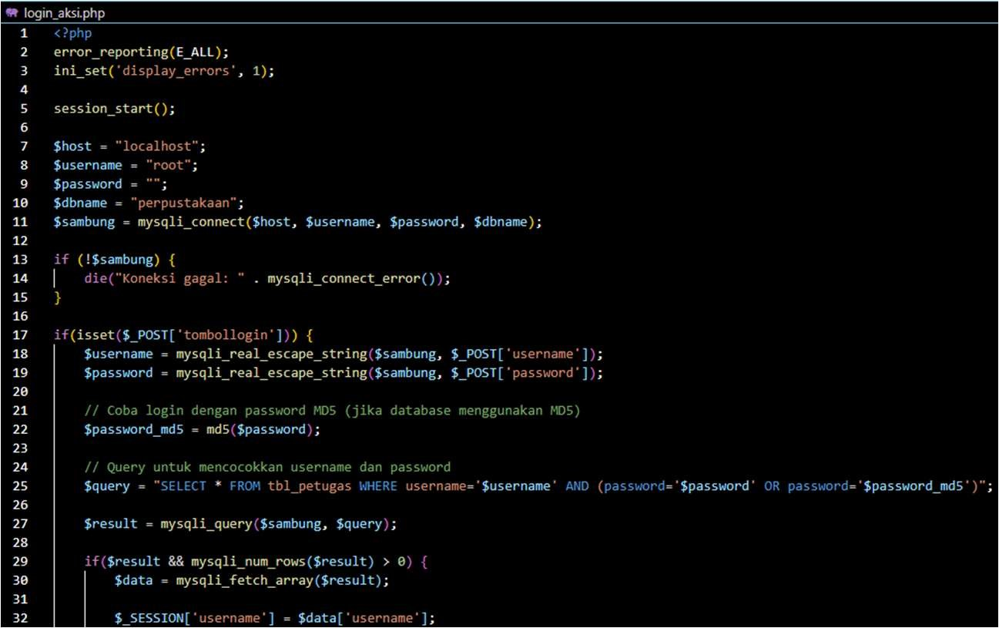 login_aksi.php
1 <?php
2 error_reporting(E_ALL);
3 ini_set('display_errors', 1);
4
5 session_start();
6
7 $host = "localhost";
8 $username = "root";
9 $password = "";
10 $dbname = "perpustakaan";
11 $sambung = mysqli_connect($host, $username, $password, $dbname);
12
13 if (!$sambung) {
14     die("Koneksi gagal: " . mysqli_connect_error());
15 }
16
17 if(isset($_POST['tombollogin'])) {
18     $username = mysqli_real_escape_string($sambung, $_POST['username']);
19     $password = mysqli_real_escape_string($sambung, $_POST['password']);
20
21     // Coba login dengan password MD5 (jika database menggunakan MD5)
22     $password_md5 = md5($password);
23
24     // Query untuk mencocokkan username dan password
25     $query = "SELECT * FROM tbl_petugas WHERE username='$username' AND (password='$password' OR password='$password_md5')";
26
27     $result = mysqli_query($sambung, $query);
28
29     if($result && mysqli_num_rows($result) > 0) {
30         $data = mysqli_fetch_array($result);
31
32         $_SESSION['username'] = $data['username'];